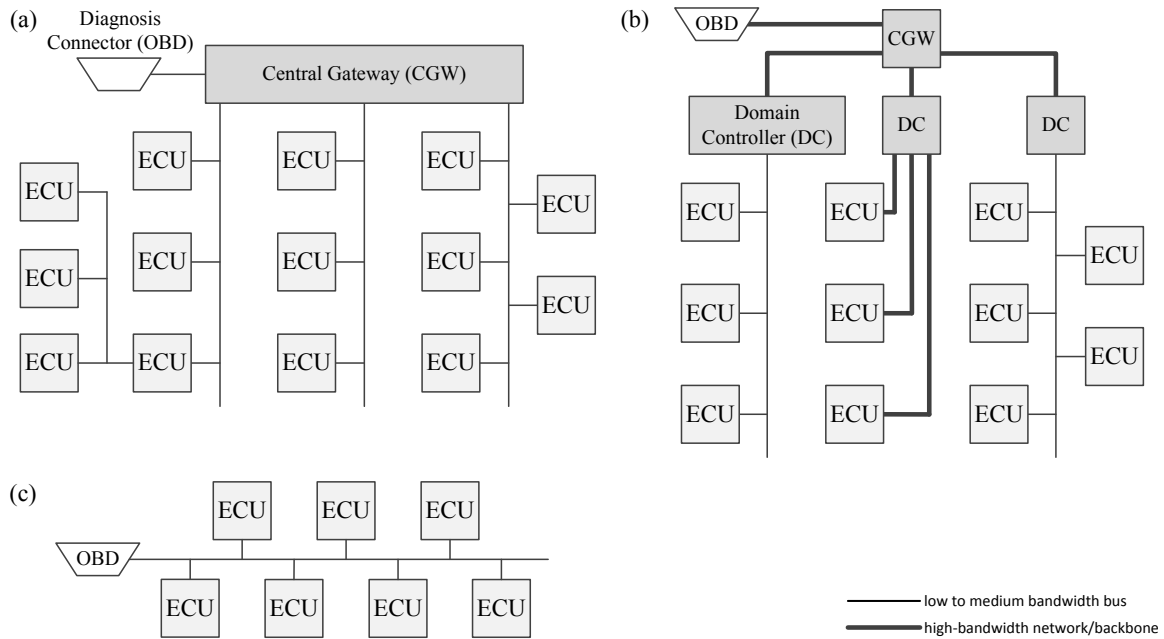 (a)
Diagnosis
Connector (OBD)
Central Gateway (CGW)
ECU
ECU
ECU
ECU
ECU
ECU
ECU
ECU
ECU
ECU
ECU
ECU
ECU
ECU
(b)
OBD
CGW
Domain
Controller (DC)
DC
DC
ECU
ECU
ECU
ECU
ECU
ECU
ECU
ECU
ECU
ECU
ECU
(c)
OBD
ECU
ECU
ECU
ECU
ECU
ECU
ECU
low to medium bandwidth bus
high-bandwidth network/backbone